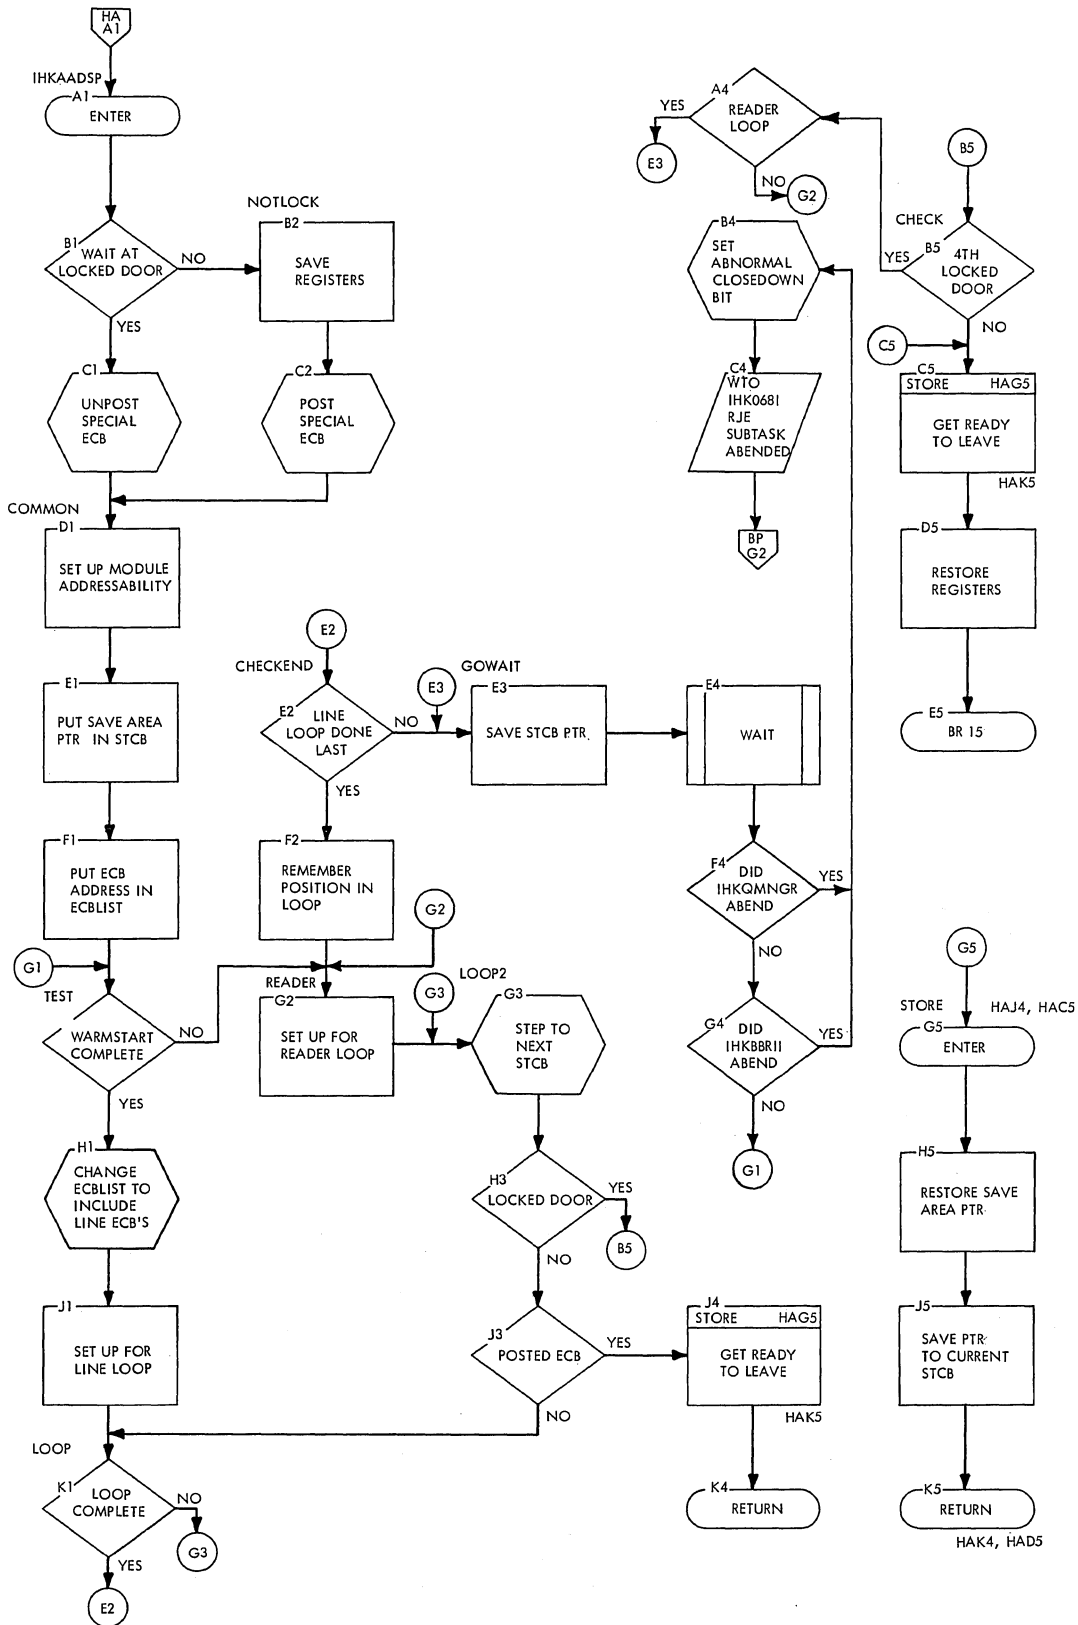 HA
A1
IHKAADSP
A1
ENTER
B1
WAIT AT
LOCKED DOOR
NO
YES
NOTLOCK
B2
SAVE
REGISTERS
C1
UNPOST
SPECIAL
ECB
C2
POST
SPECIAL
ECB
COMMON
D1
SET UP MODULE
ADDRESSABILITY
E1
PUT SAVE AREA
PTR IN STCB
F1
PUT ECB
ADDRESS IN
ECBLIST
G1
TEST
WARMSTART
COMPLETE
NO
YES
H1
CHANGE
ECBLIST TO
INCLUDE
LINE ECB'S
J1
SET UP FOR
LINE LOOP
LOOP
K1
LOOP
COMPLETE
NO
G3
YES
E2
E2
CHECKEND
E2
LINE
LOOP DONE
LAST
NO
YES
F2
REMEMBER
POSITION IN
LOOP
G2
READER
G2
SET UP FOR
READER LOOP
E3
GOWAIT
E3
SAVE STCB PTR
G3
LOOP2
G3
STEP TO
NEXT
STCB
H3
LOCKED DOOR
YES
B5
NO
J3
POSTED ECB
YES
NO
A4
READER
LOOP
YES
E3
NO
G2
B4
SET
ABNORMAL
CLOSEDOWN
BIT
C4
WTO
IHK068I
RJE
SUBTASK
ABENDED
BP
G2
E4
WAIT
F4
DID
IHKQMNGR
ABEND
YES
NO
G4
DID
IHKBBRII
ABEND
YES
NO
G1
J4
STORE HAG5
GET READY
TO LEAVE
HAK5
K4
RETURN
B5
CHECK
B5
4TH
LOCKED
DOOR
YES
NO
C5
C5
STORE HAG5
GET READY
TO LEAVE
HAK5
D5
RESTORE
REGISTERS
E5
BR 15
G5
STORE HAJ4, HAC5
G5
ENTER
H5
RESTORE SAVE
AREA PTR
J5
SAVE PTR
TO CURRENT
STCB
K5
RETURN
HAK4, HAD5